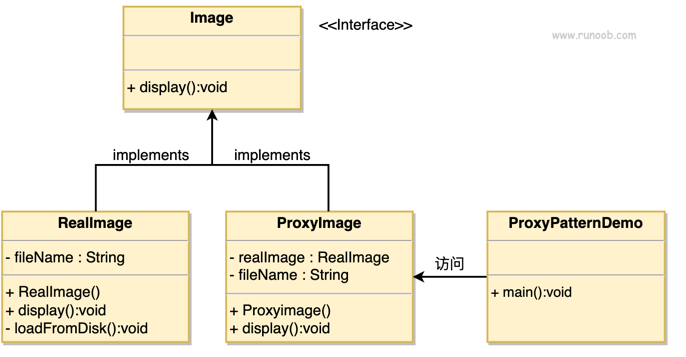 Image
<<Interface>>
www.runoob.com
+ display():void
implements
implements
RealImage
- fileName : String
+ RealImage()
+ display():void
- loadFromDisk():void
ProxyImage
- realImage : RealImage
- fileName : String
+ Proxyimage()
+ display():void
访问
ProxyPatternDemo
+ main():void